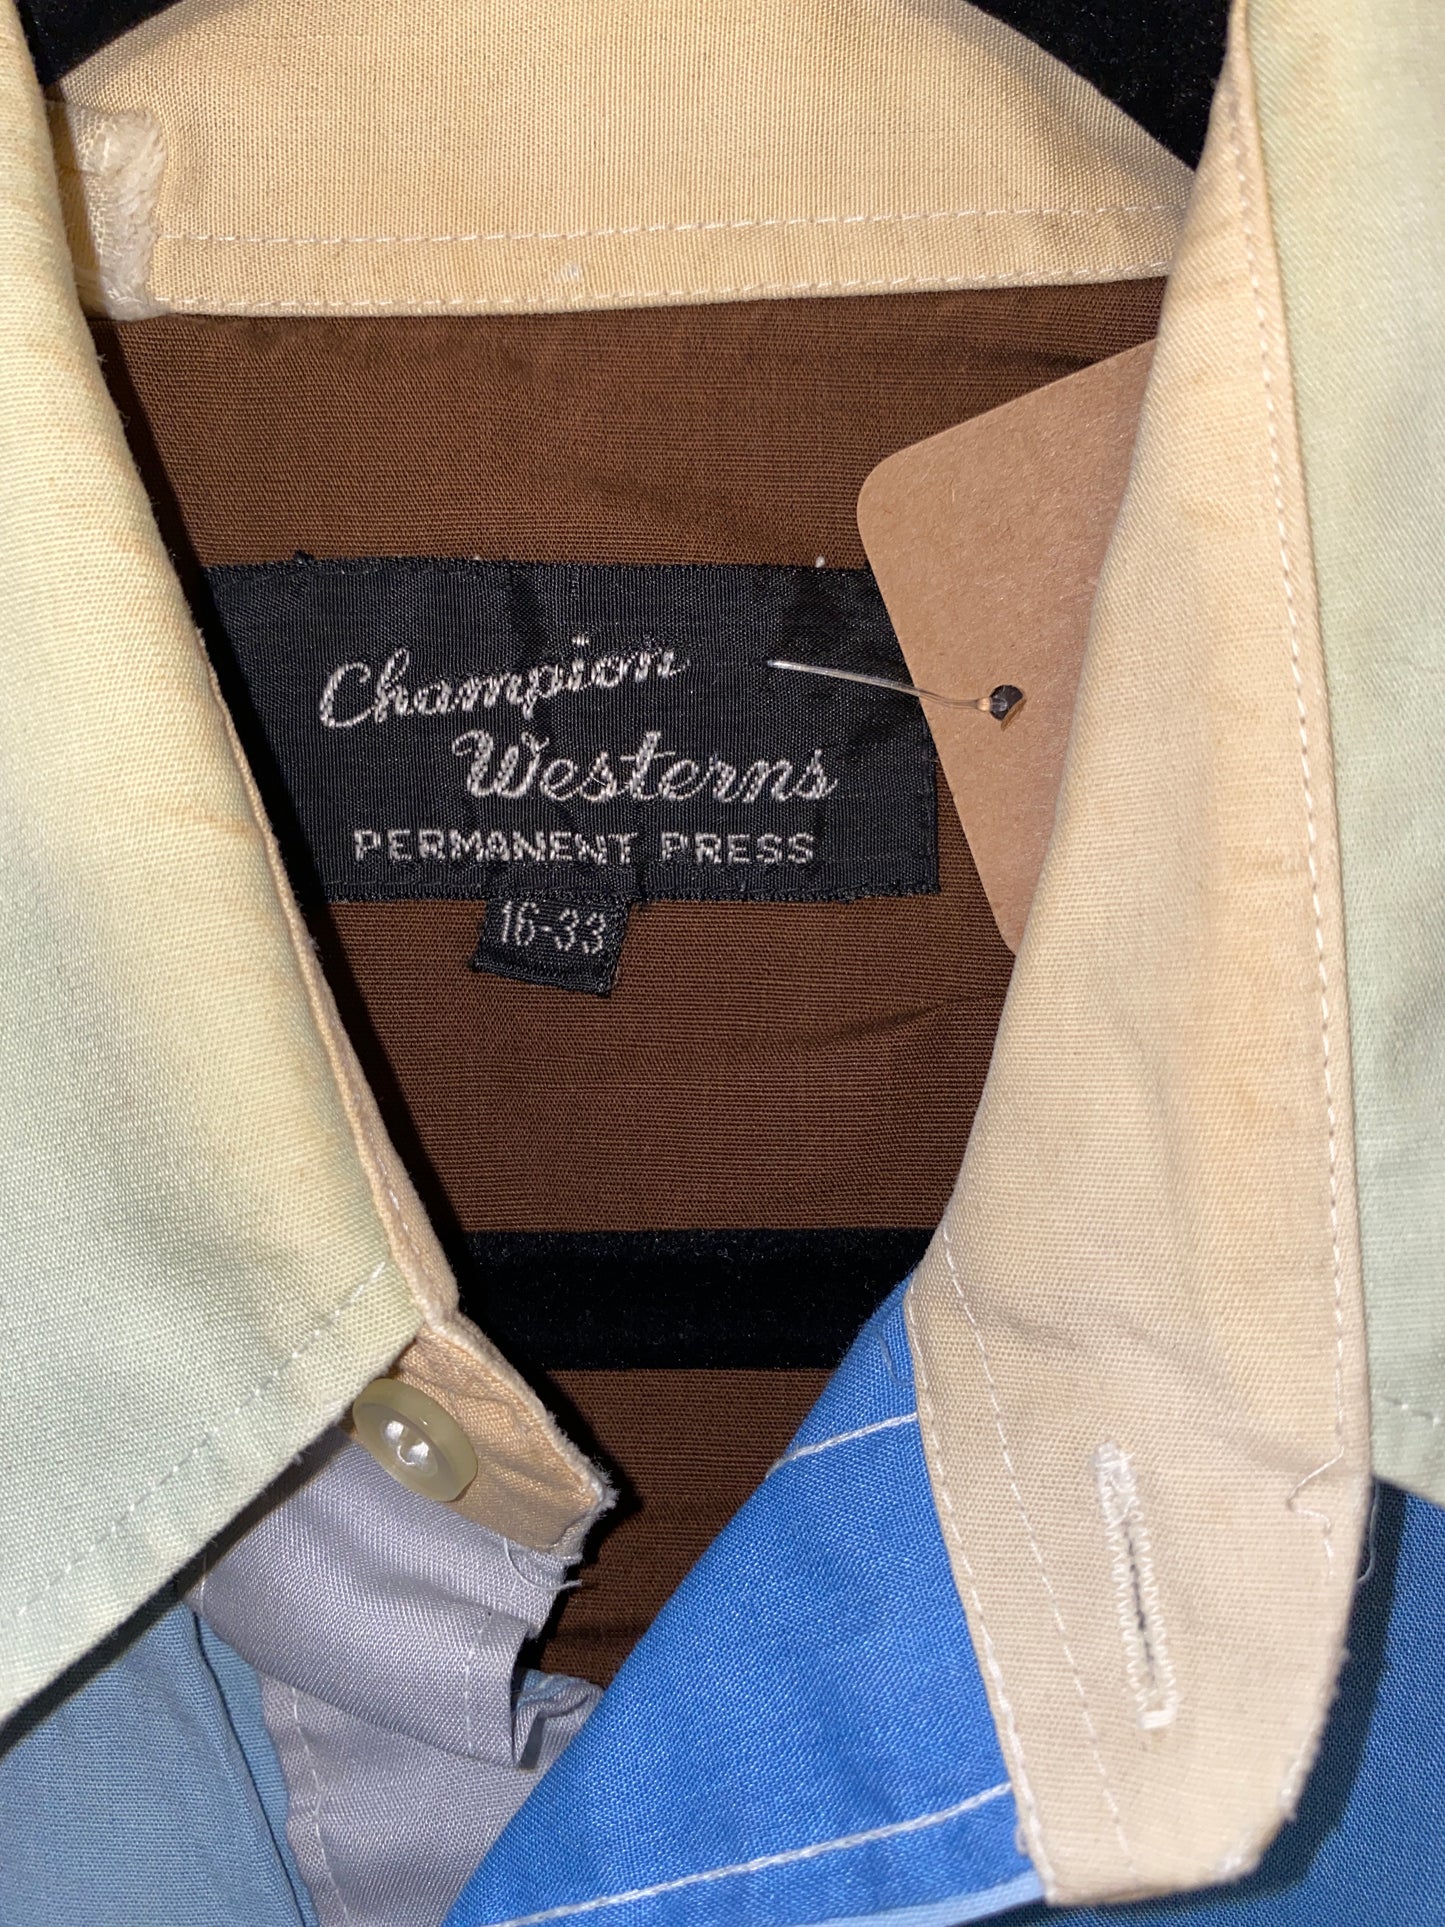 Champion
Westerns
PERMANENT PRESS
16-33